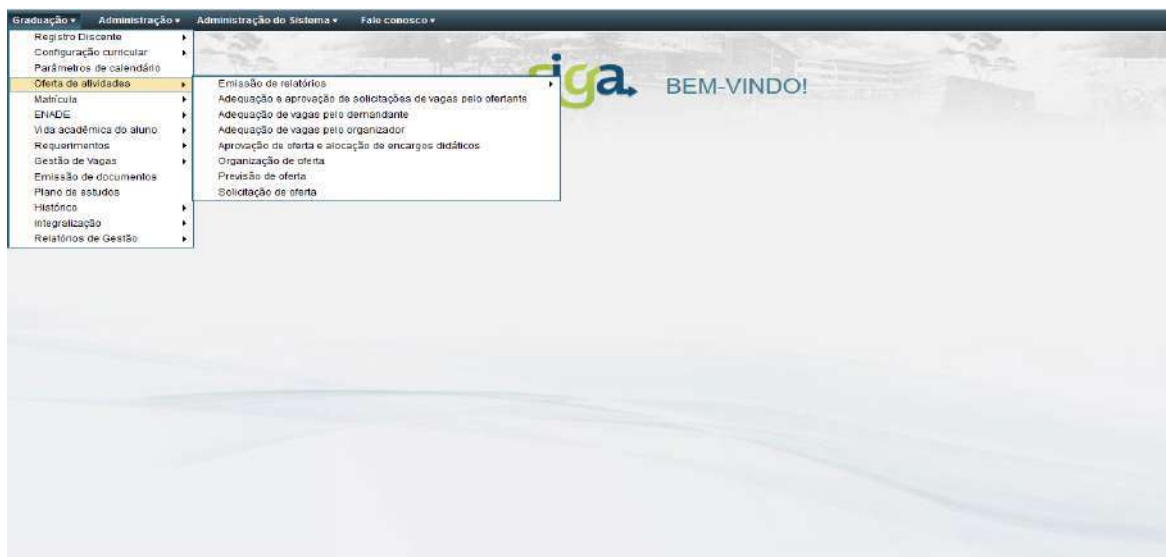 Graduação Administração Administração do Sistema Fale conosco
Registro Discente
Configuração curricular
Parâmetros de calendário
Oferta de atividades
Matrícula
ENADE
Vida acadêmica do aluno
Requerimentos
Gestão de Vagas
Emissão de documentos
Plano de estudos
Histórico
Integralização
Relatórios de Gestão
Emissão de relatórios
Adequação e aprovação de solicitações de vagas pelo ofertante
Adequação de vagas pelo demandante
Adequação de vagas pelo organizador
Aprovação de oferta e alocação de encargos didáticos
Organização de oferta
Previsão de oferta
Solicitação de oferta
siga
BEM-VINDO!